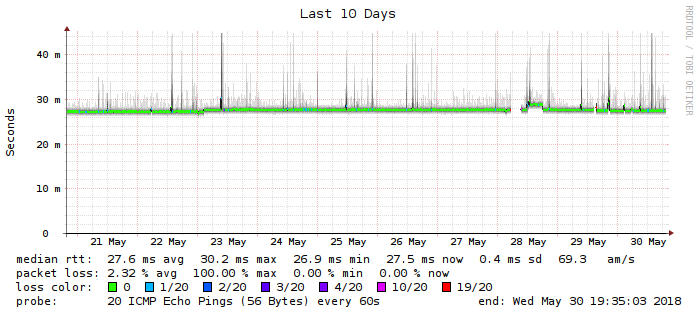 Last 10 Days
RRDTOOL / TOBI OETIKER
Seconds
40 m
30 m
20 m
10 m
0
21 May 22 May 23 May 24 May 25 May 26 May 27 May 28 May 29 May 30 May
median rtt: 27.6 ms avg 30.2 ms max 26.9 ms min 27.5 ms now 0.4 ms sd 69.3 am/s
packet loss: 2.32 % avg 100.00 % max 0.00 % min 0.00 % now
loss color: 0 1/20 2/20 3/20 4/20 10/20 19/20
probe: 20 ICMP Echo Pings (56 Bytes) every 60s end: Wed May 30 19:35:03 2018